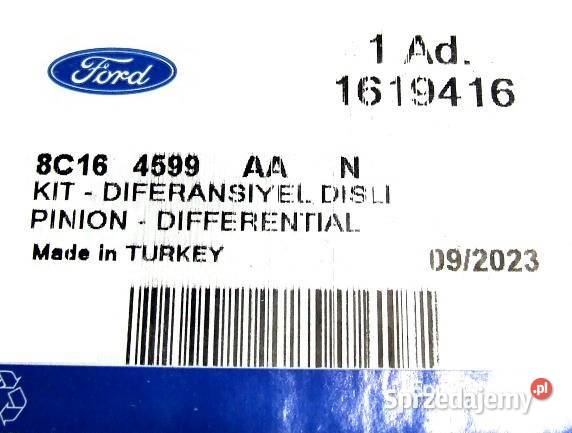 Ford
1 Ad.
1619416
8C16 4599 AA N
KIT - DIFERANSIYEL DISLI
PINION - DIFFERENTIAL
Made in TURKEY
09/2023
Sprzedajemy.pl